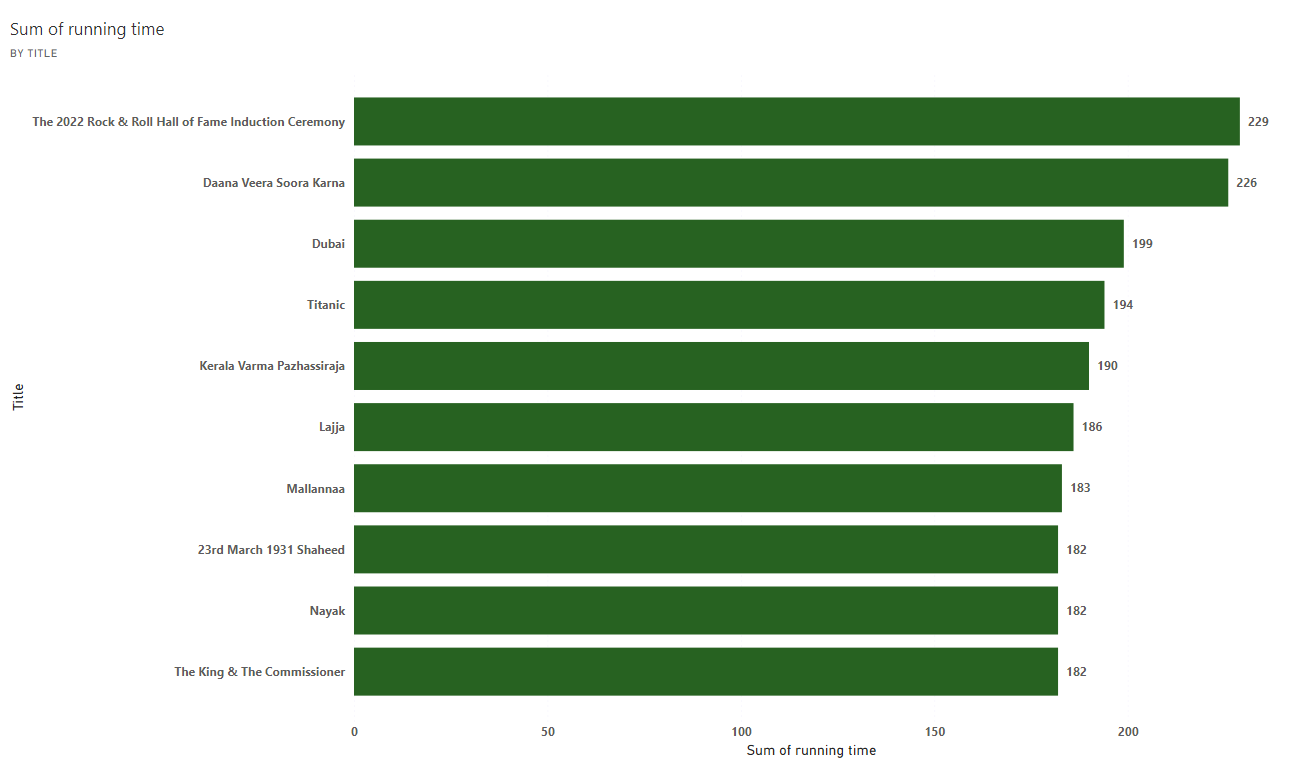 Sum of running time
BY TITLE
The 2022 Rock & Roll Hall of Fame Induction Ceremony 229
Daana Veera Soora Karna 226
Dubai 199
Titanic 194
Kerala Varma Pazhassiraja 190
Title
Lajja 186
Mallannaa 183
23rd March 1931 Shaheed 182
Nayak 182
The King & The Commissioner 182
0 50 100 150 200
Sum of running time